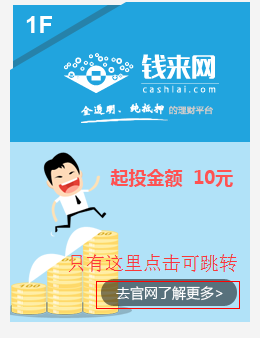 1F
钱来网
cashlai.com
全透明、纯抵押 的理财平台
起投金额 10元
只有这里点击可跳转
去官网了解更多>